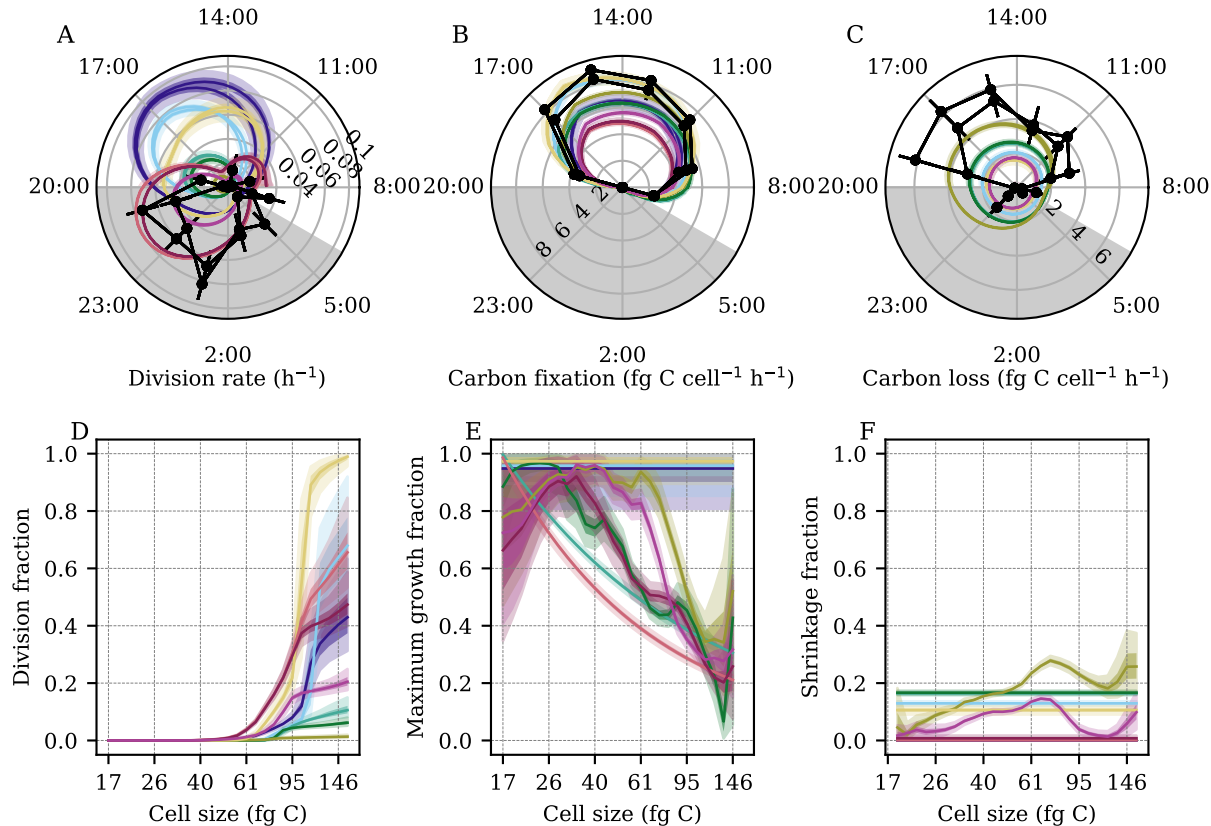 A
14:00
17:00
11:00
0.1
0.08
0.06
0.04
20:00
8:00
23:00
5:00
2:00
Division rate (h⁻¹)
B
14:00
17:00
11:00
20:00
8:00
2
4
6
8
23:00
5:00
2:00
Carbon fixation (fg C cell⁻¹ h⁻¹)
C
14:00
17:00
11:00
20:00
8:00
2
4
6
23:00
5:00
2:00
Carbon loss (fg C cell⁻¹ h⁻¹)
D
Division fraction
1.0
0.8
0.6
0.4
0.2
0.0
17 26 40 61 95 146
Cell size (fg C)
E
Maximum growth fraction
1.0
0.8
0.6
0.4
0.2
0.0
17 26 40 61 95 146
Cell size (fg C)
F
Shrinkage fraction
1.0
0.8
0.6
0.4
0.2
0.0
17 26 40 61 95 146
Cell size (fg C)